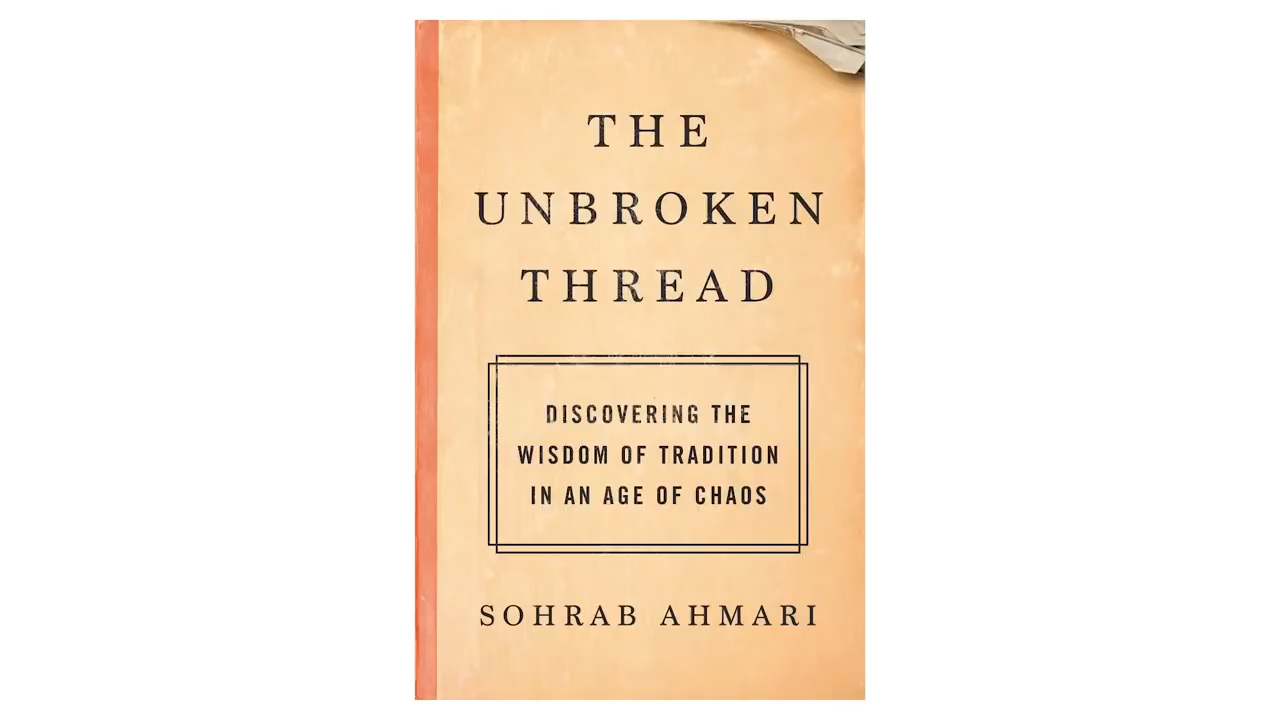 THE
UNBROKEN
THREAD
DISCOVERING THE
WISDOM OF TRADITION
IN AN AGE OF CHAOS
SOHRAB AHMARI